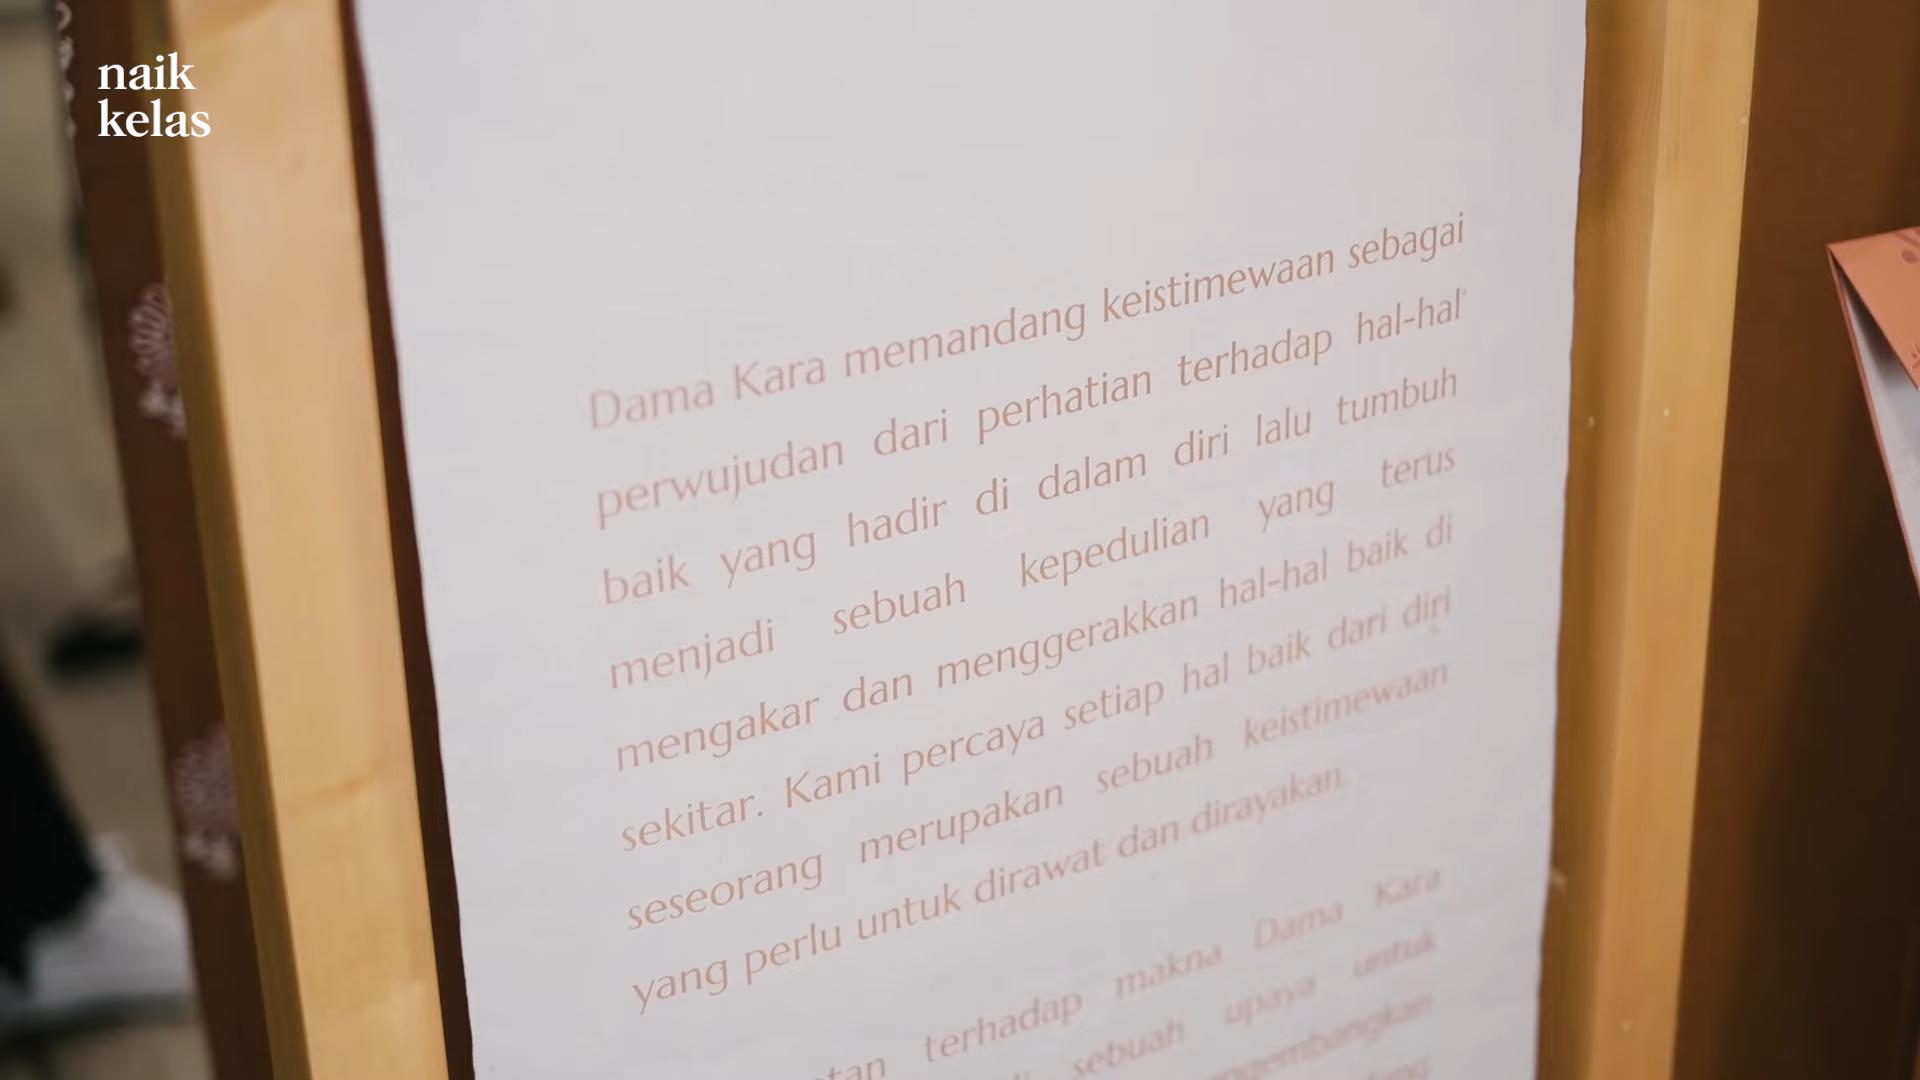 naik
kelas
Dama Kara memandang keistimewaan sebagai
perwujudan dari perhatian terhadap hal-hal
baik yang hadir di dalam diri lalu tumbuh
menjadi sebuah kepedulian yang terus
mengakar dan menggerakkan hal-hal baik di
sekitar. Kami percaya setiap hal baik dari diri
seseorang merupakan sebuah keistimewaan
yang perlu untuk dirawat dan dirayakan.
terhadap makna Dama Kara
sebuah upaya untuk